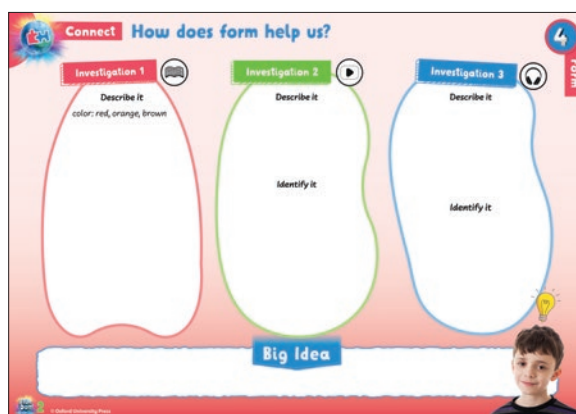 Connect How does form help us?
4
Form
Investigation 1
Describe it
color: red, orange, brown
Investigation 2
Describe it
Identify it
Investigation 3
Describe it
Identify it
Big Idea
2
© Oxford University Press